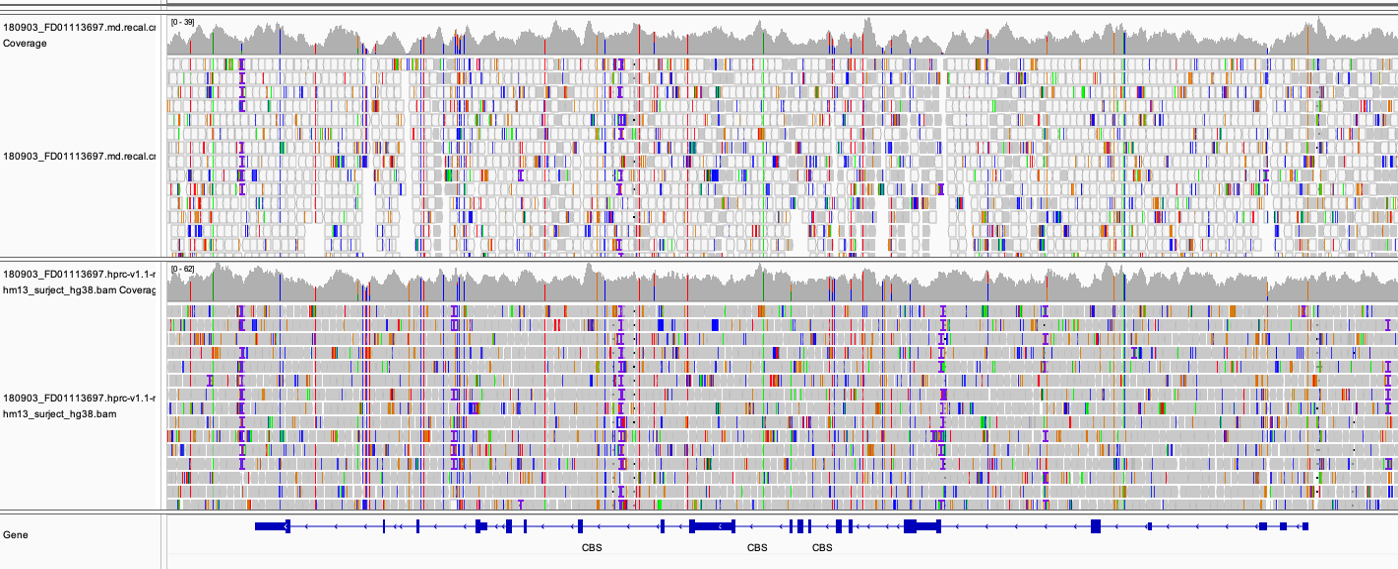 180903_FD01113697.md.recal.cr
Coverage
[0 - 39]
180903_FD01113697.md.recal.cr
180903_FD01113697.hprc-v1.1-r
hm13_surject_hg38.bam Coverag
[0 - 62]
180903_FD01113697.hprc-v1.1-r
hm13_surject_hg38.bam
Gene
CBS CBS CBS